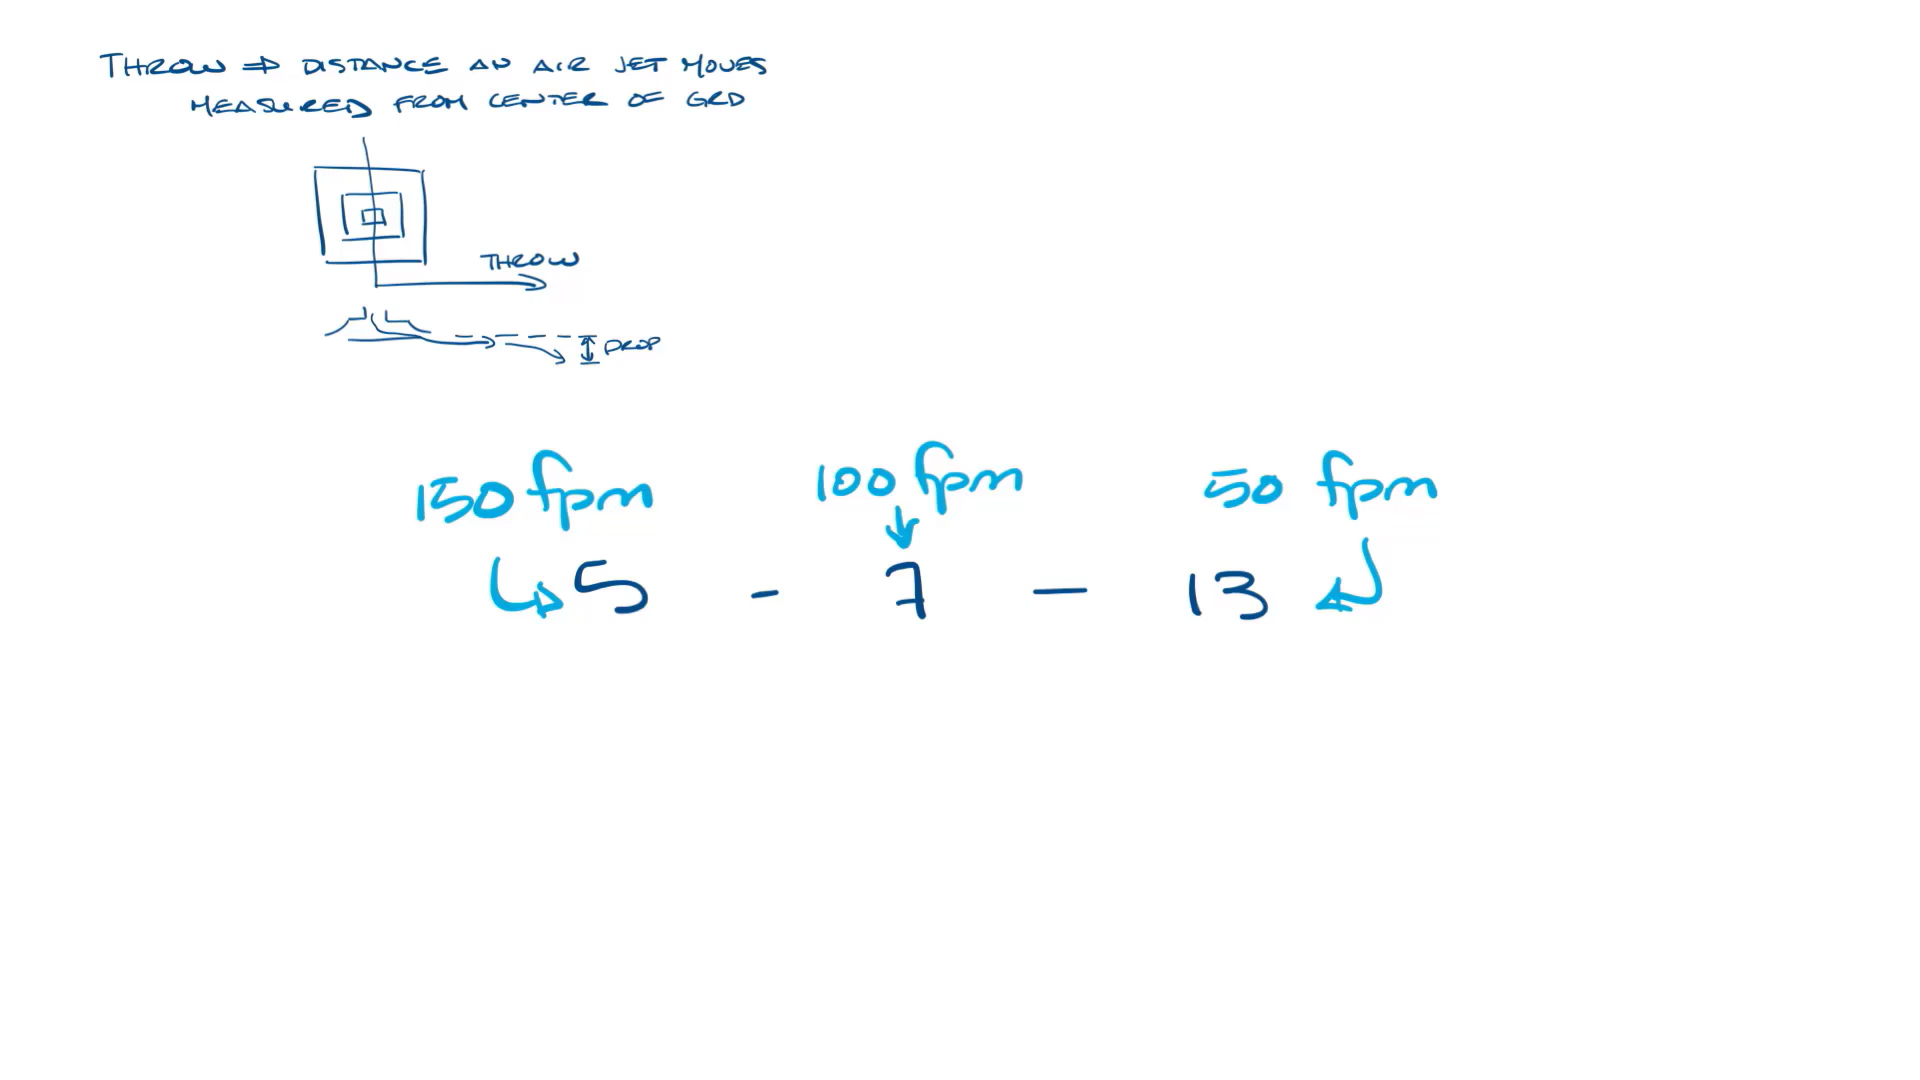 THROW ⇒ DISTANCE AN AIR JET MOVES
MEASURED FROM CENTER OF GRD
THROW
DROP
150 fpm 100 fpm 50 fpm
5 - 7 - 13